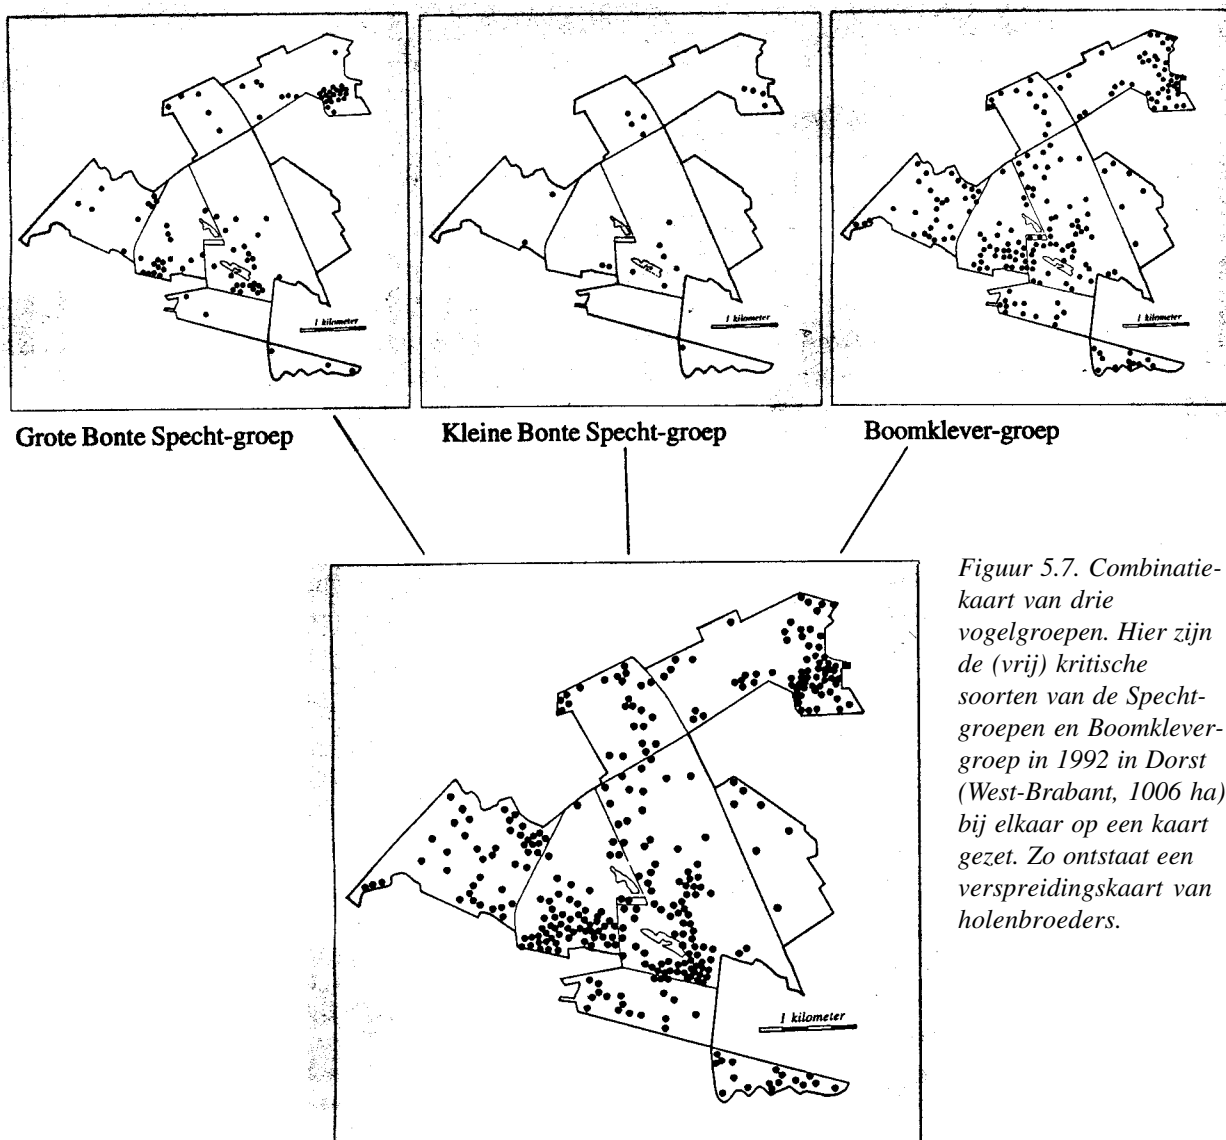 1 kilometer
1 kilometer
1 kilometer
Grote Bonte Specht-groep
Kleine Bonte Specht-groep
Boomklever-groep
Figuur 5.7. Combinatie-
kaart van drie
vogelgroepen. Hier zijn
de (vrij) kritische
soorten van de Specht-
groepen en Boomklever-
groep in 1992 in Dorst
(West-Brabant, 1006 ha)
bij elkaar op een kaart
gezet. Zo ontstaat een
verspreidingskaart van
holenbroeders.
1 kilometer